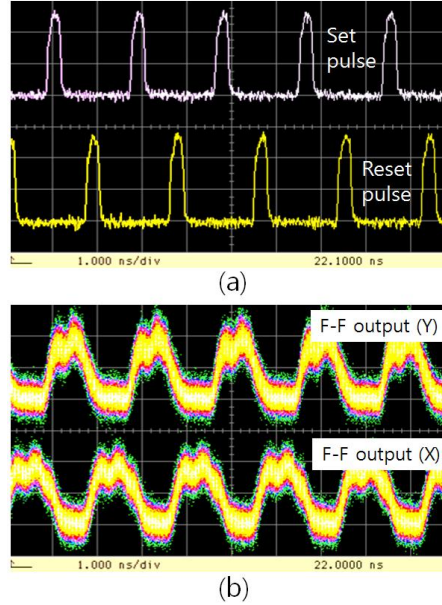 Set
pulse
Reset
pulse
1.000 ns/div
22.1000 ns
(a)
F-F output (Y)
F-F output (X)
1.000 ns/div
22.0000 ns
(b)